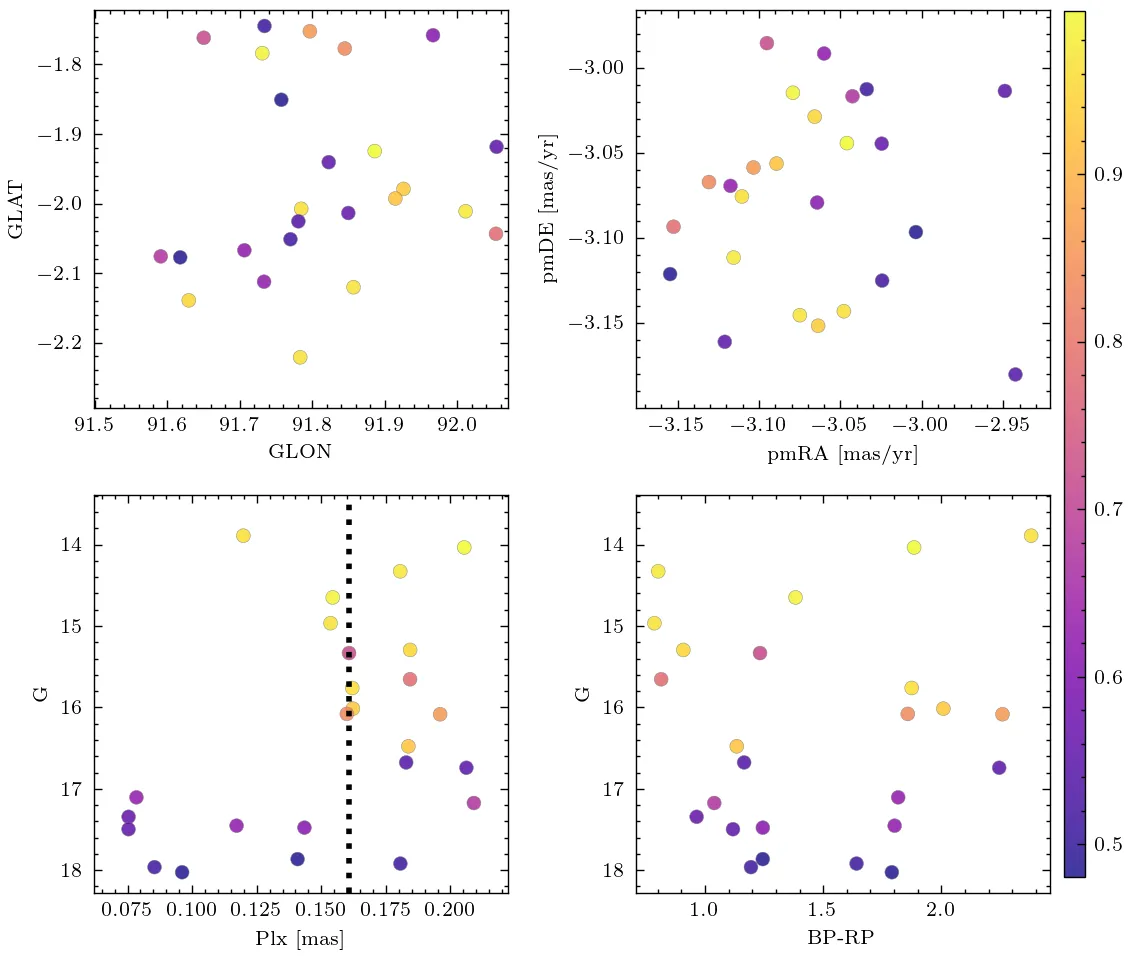 −1.8
−1.9
−2.0
−2.1
−2.2
GLAT
91.5 91.6 91.7 91.8 91.9 92.0
GLON
−3.00
−3.05
−3.10
−3.15
pmDE [mas/yr]
−3.15 −3.10 −3.05 −3.00 −2.95
pmRA [mas/yr]
14
15
16
17
18
G
0.075 0.100 0.125 0.150 0.175 0.200
Plx [mas]
14
15
16
17
18
G
1.0 1.5 2.0
BP-RP
0.9
0.8
0.7
0.6
0.5